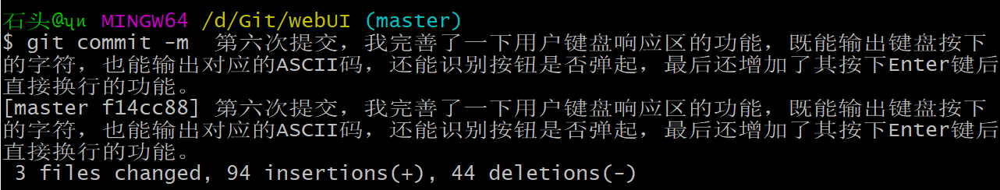 石头@ɥn MINGW64 /d/Git/webUI (master)
$ git commit -m  第六次提交，我完善了一下用户键盘响应区的功能，既能输出键盘按下
的字符，也能输出对应的ASCII码，还能识别按钮是否弹起，最后还增加了其按下Enter键后
直接换行的功能。
[master f14cc88] 第六次提交，我完善了一下用户键盘响应区的功能，既能输出键盘按下
的字符，也能输出对应的ASCII码，还能识别按钮是否弹起，最后还增加了其按下Enter键后
直接换行的功能。
 3 files changed, 94 insertions(+), 44 deletions(-)